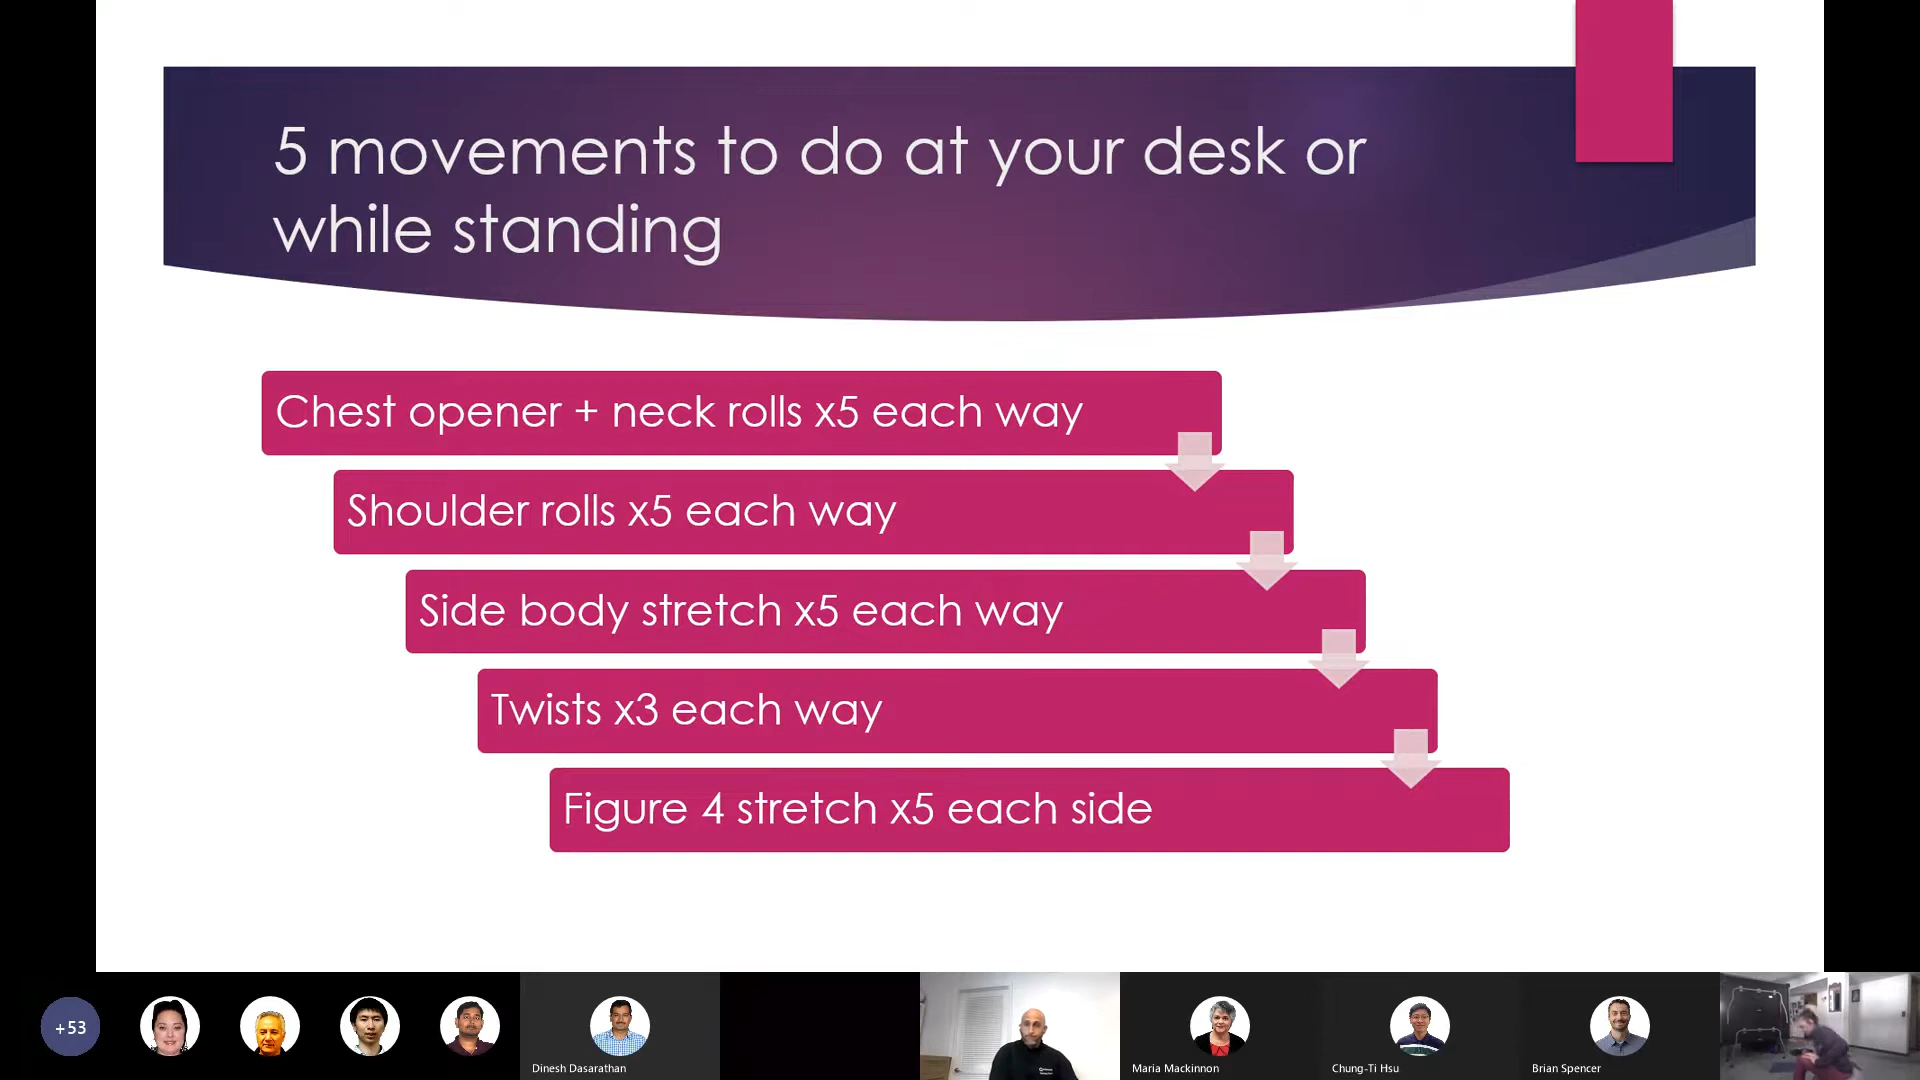 5 movements to do at your desk or
while standing
Chest opener + neck rolls x5 each way
Shoulder rolls x5 each way
Side body stretch x5 each way
Twists x3 each way
Figure 4 stretch x5 each side
+53
Dinesh Dasarathan
Maria Mackinnon
Chung-Ti Hsu
Brian Spencer